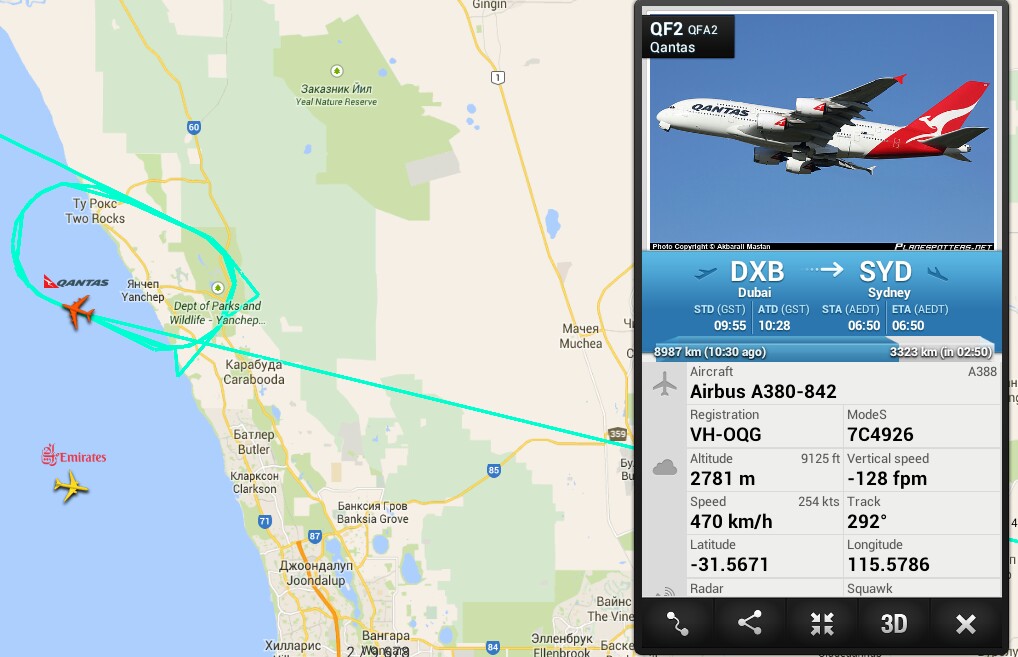 Gingin
1
Заказник Йил
Yeal Nature Reserve
60
Ту Рокс
Two Rocks
QANTAS
Янчеп
Yanchep
Dept of Parks and
Wildlife - Yanchep...
Мачеа
Muchea
Карабуда
Carabooda
359
Emirates
Батлер
Butler
85
Кларксон
Clarkson
Банксиа Гров
Banksia Grove
71
87
Джоондалуп
Joondalup
Вангара
Хилларис
84
Элленбрук
Ellenbrook
QF2 QFA2
Qantas
QANTAS
Photo Copyright © Akbarali Mastan
PLANESPOTTERS.NET
DXB → SYD
Dubai Sydney
STD (GST) ATD (GST) STA (AEDT) ETA (AEDT)
09:55 10:28 06:50 06:50
8987 km (10:30 ago) 3323 km (in 02:50)
Aircraft A388
Airbus A380-842
Registration ModeS
VH-OQG 7C4926
Altitude 9125 ft Vertical speed
2781 m -128 fpm
Speed 254 kts Track
470 km/h 292°
Latitude Longitude
-31.5671 115.5786
Radar Squawk
3D